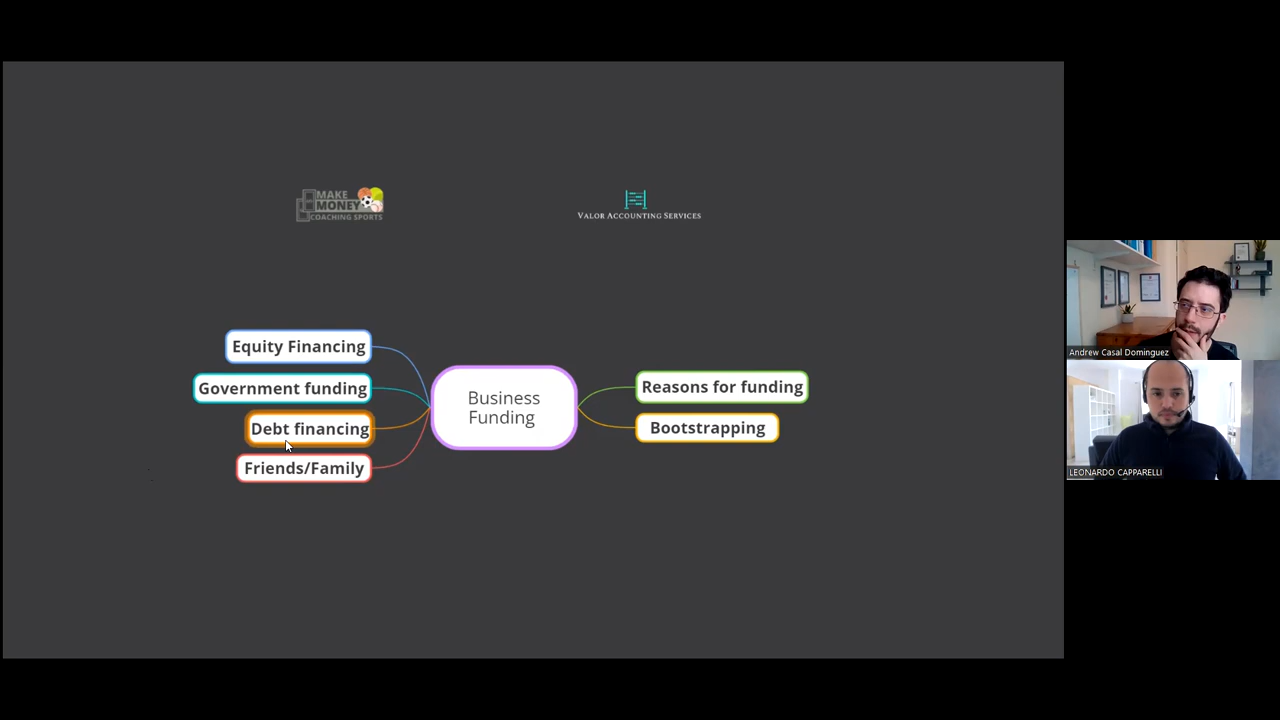 MAKE
MONEY
COACHING SPORTS
VALOR ACCOUNTING SERVICES
Equity Financing
Government funding
Debt financing
Friends/Family
Business
Funding
Reasons for funding
Bootstrapping
Andrew Casal Dominguez
LEONARDO CAPPARELLI